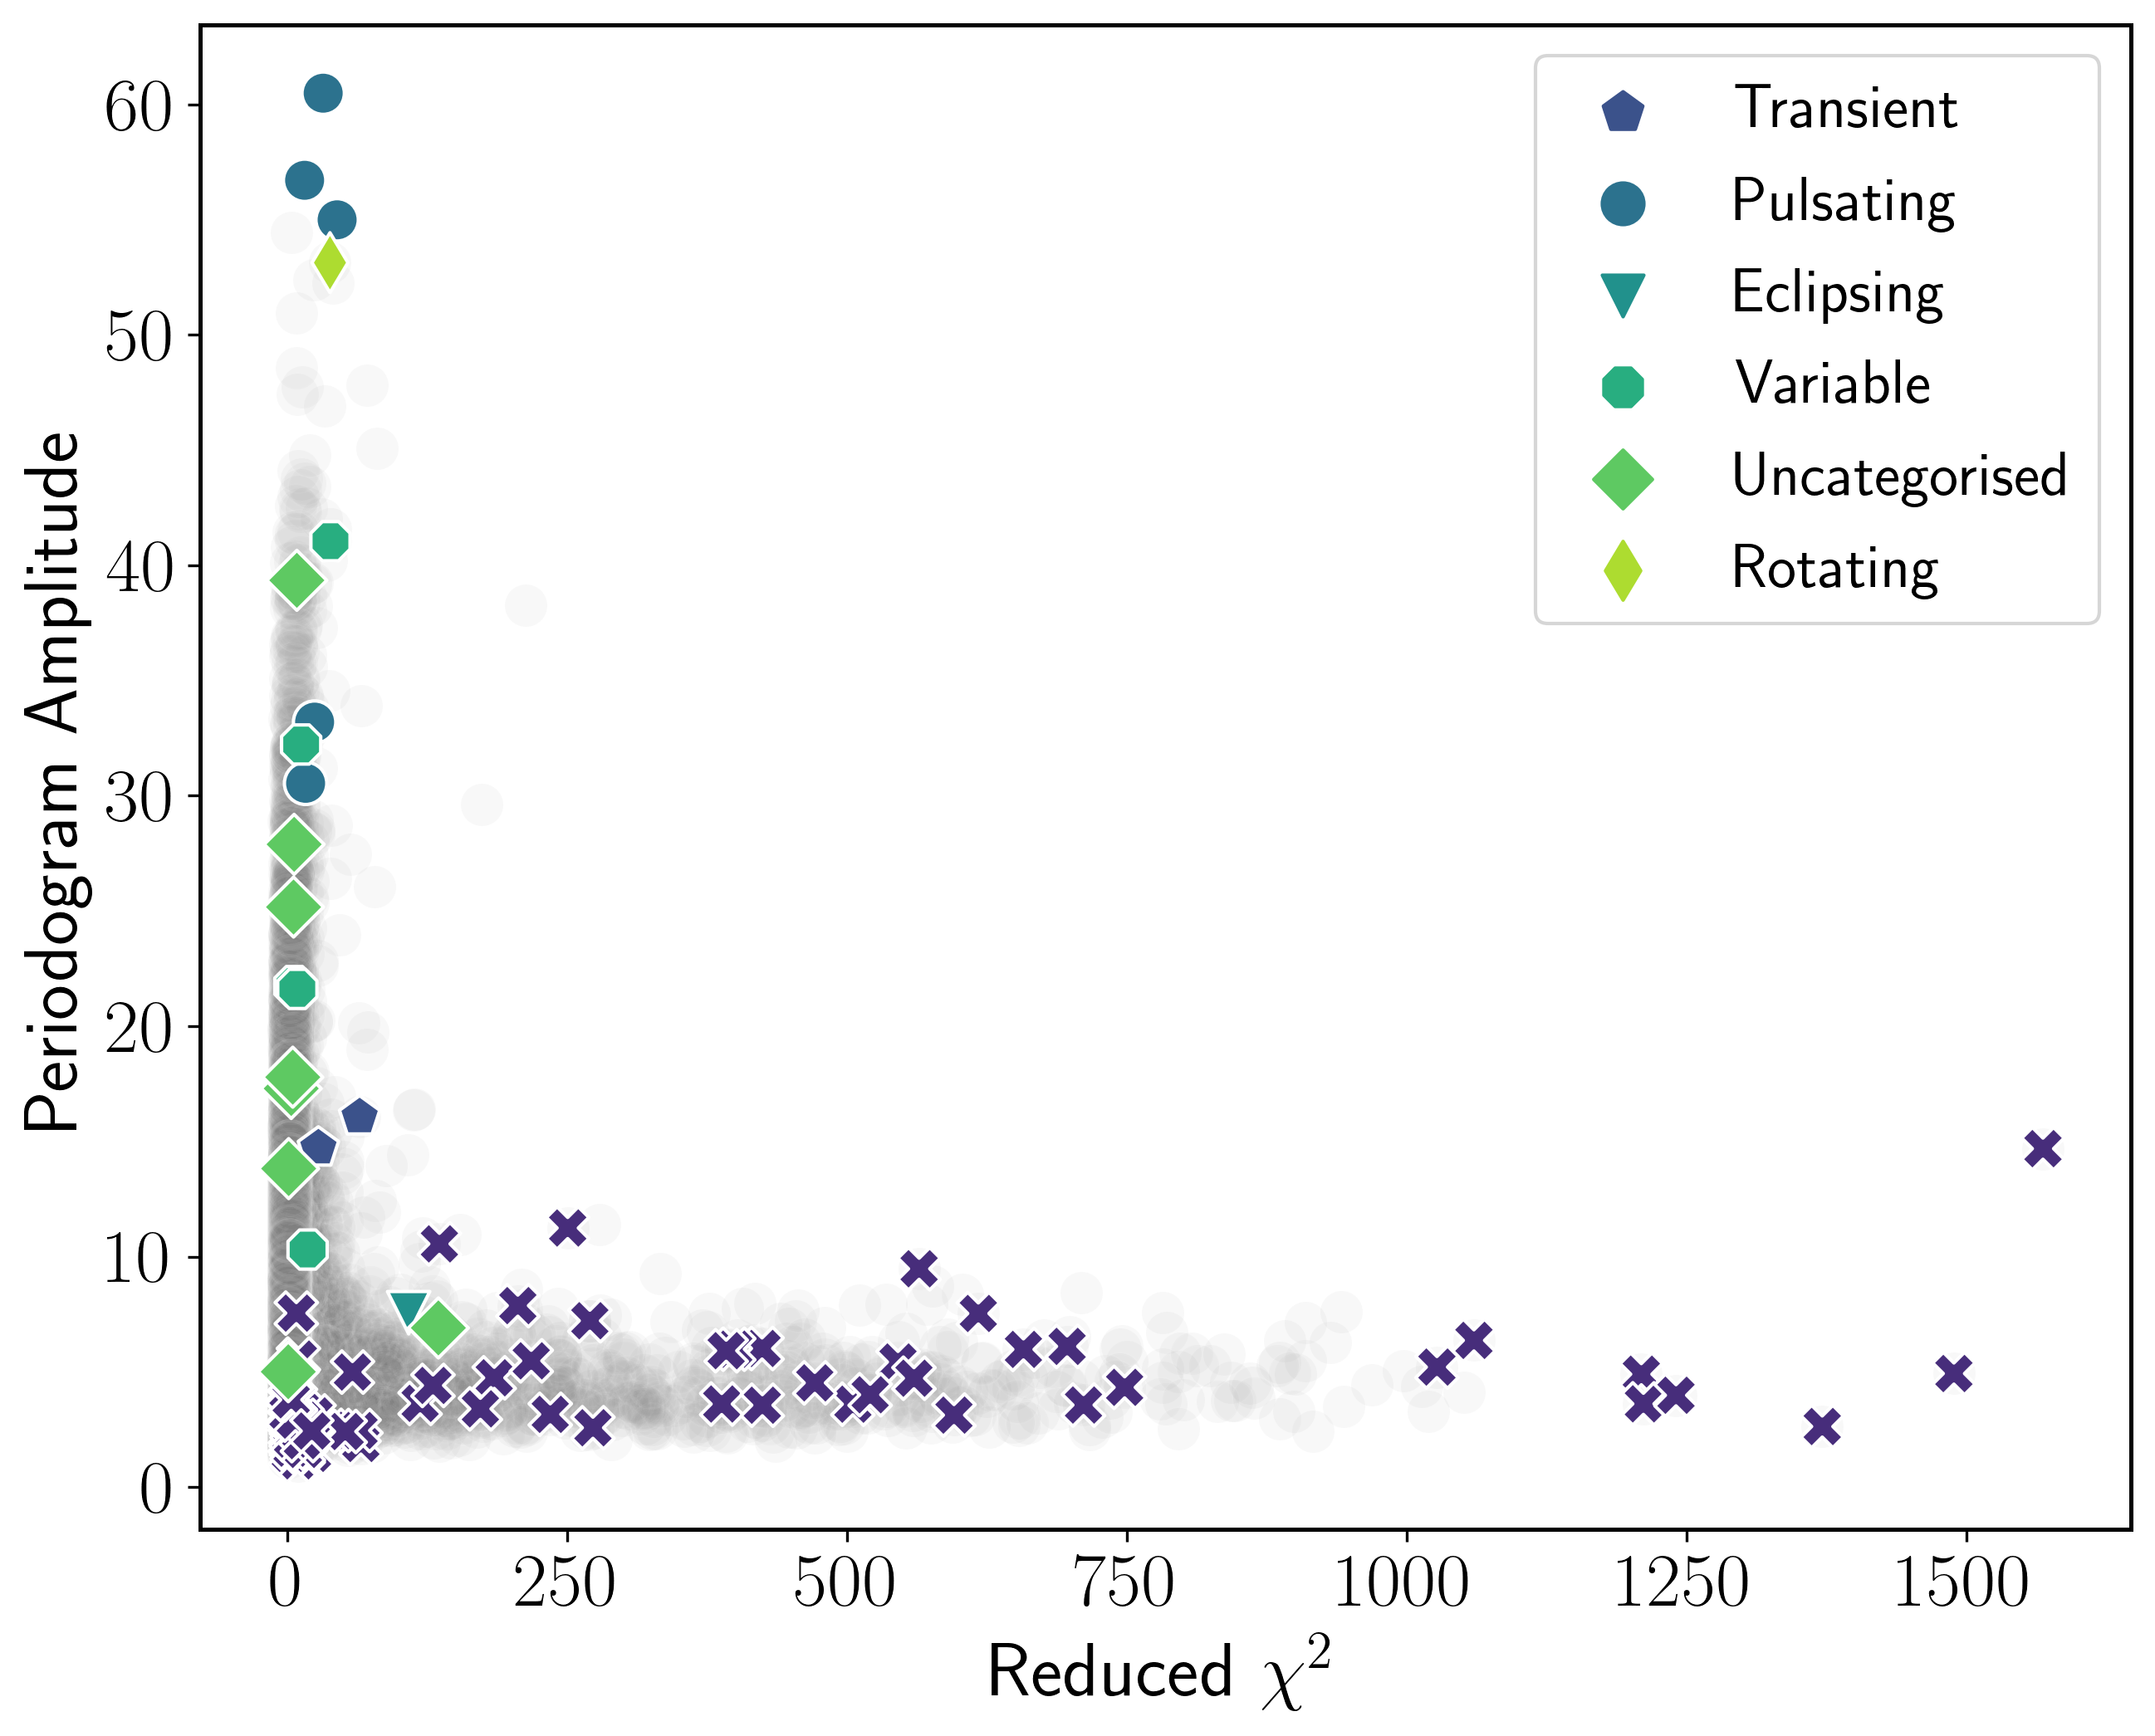 60
50
40
30
20
10
0
Periodogram Amplitude
Transient
Pulsating
Eclipsing
Variable
Uncategorised
Rotating
0 250 500 750 1000 1250 1500
Reduced χ²